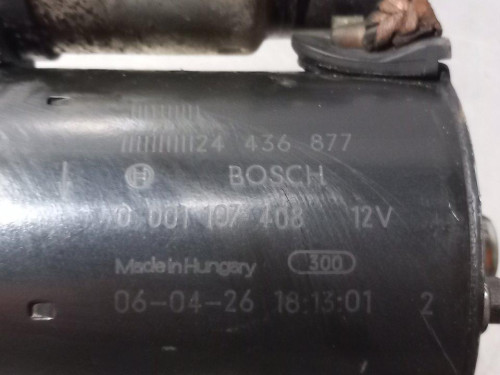 24 436 877
BOSCH
0 001 107 408 12V
Made in Hungary 300
06-04-26 18:13:01 2